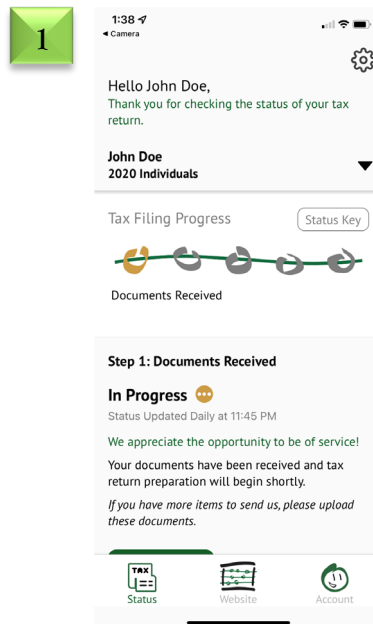 1
1:38
◄ Camera
Hello John Doe,
Thank you for checking the status of your tax
return.
John Doe
2020 Individuals
Tax Filing Progress
Status Key
Documents Received
Step 1: Documents Received
In Progress
Status Updated Daily at 11:45 PM
We appreciate the opportunity to be of service!
Your documents have been received and tax
return preparation will begin shortly.
If you have more items to send us, please upload
these documents.
TAX
Status
Website
Account